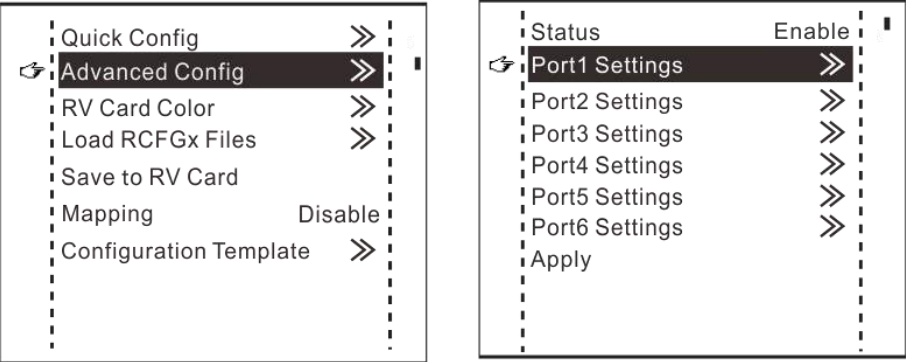 Quick Config
Advanced Config
RV Card Color
Load RCFGx Files
Save to RV Card
Mapping Disable
Configuration Template
Status Enable
Port1 Settings
Port2 Settings
Port3 Settings
Port4 Settings
Port5 Settings
Port6 Settings
Apply